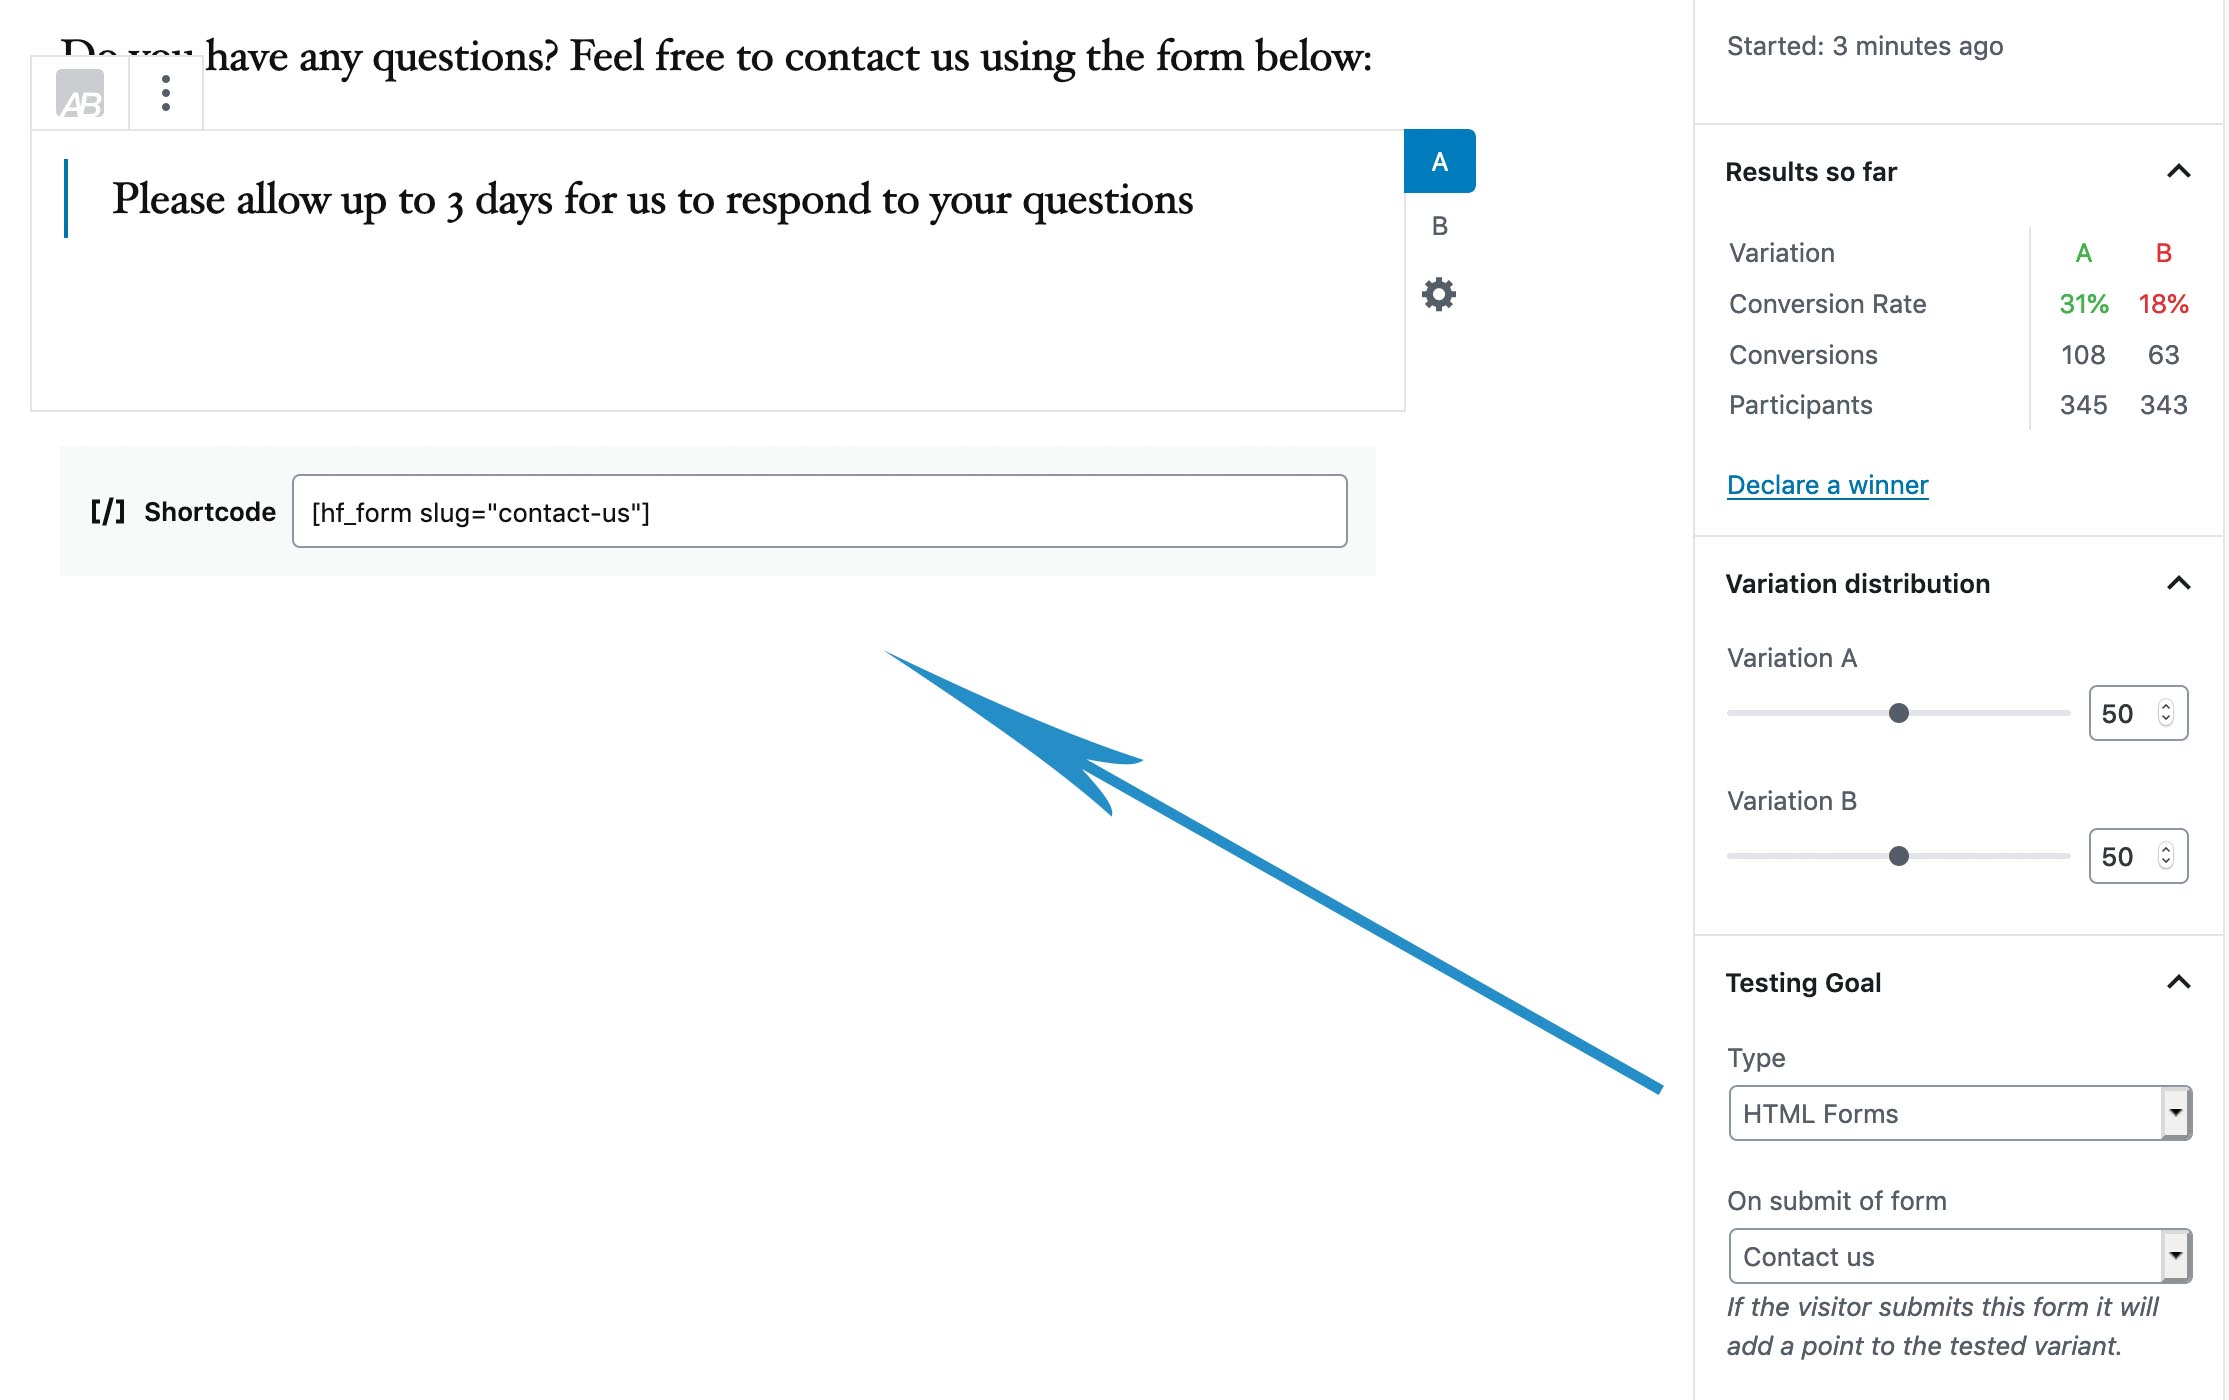 Do you have any questions? Feel free to contact us using the form below:
AB
Please allow up to 3 days for us to respond to your questions
A
B
[/] Shortcode [hf_form slug="contact-us"]
Started: 3 minutes ago
Results so far
Variation A B
Conversion Rate 31% 18%
Conversions 108 63
Participants 345 343
Declare a winner
Variation distribution
Variation A
50
Variation B
50
Testing Goal
Type
HTML Forms
On submit of form
Contact us
If the visitor submits this form it will
add a point to the tested variant.